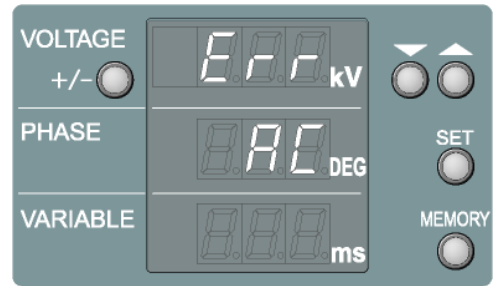 VOLTAGE
+/-
Err kV
PHASE
AC DEG
SET
VARIABLE
ms
MEMORY